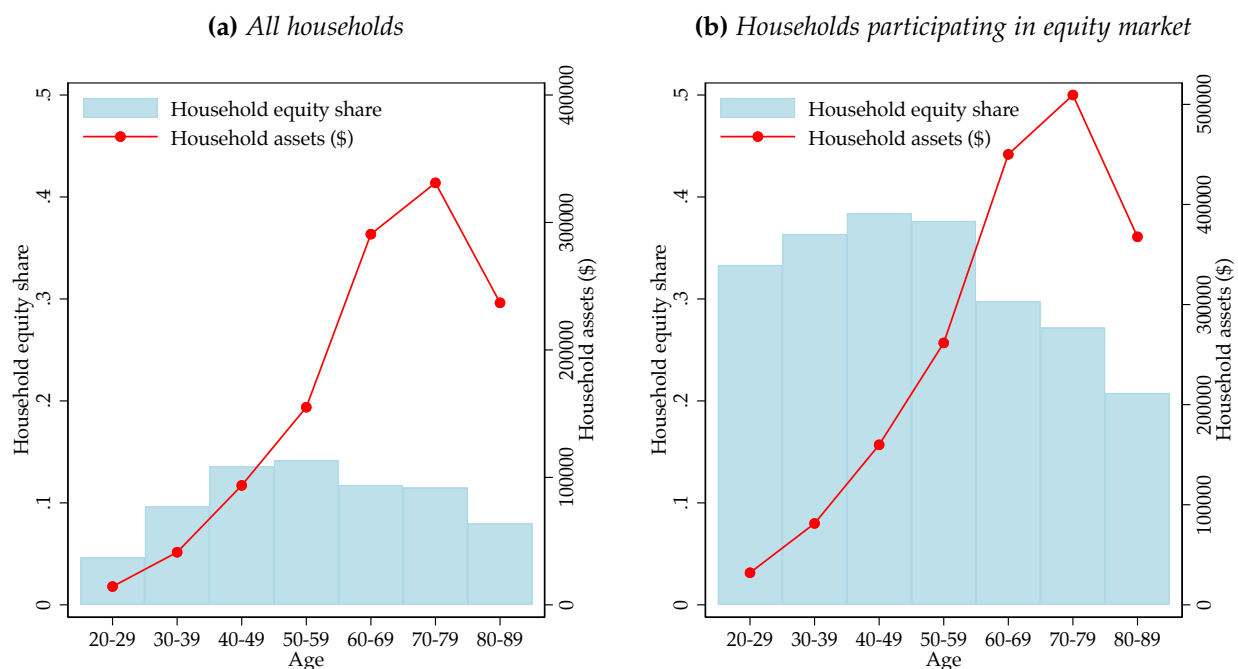 (a) All households
Household equity share
Household assets ($)
Household equity share
0
.1
.2
.3
.4
.5
Household assets ($)
0
100000
200000
300000
400000
20-29 30-39 40-49 50-59 60-69 70-79 80-89
Age
(b) Households participating in equity market
Household equity share
Household assets ($)
Household equity share
0
.1
.2
.3
.4
.5
Household assets ($)
0
100000
200000
300000
400000
500000
20-29 30-39 40-49 50-59 60-69 70-79 80-89
Age